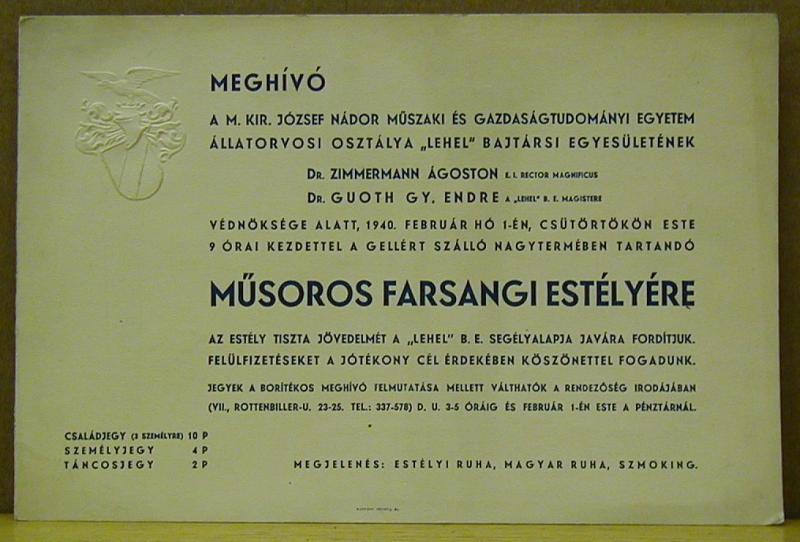 MEGHÍVÓ
A M. KIR. JÓZSEF NÁDOR MŰSZAKI ÉS GAZDASÁGTUDOMÁNYI EGYETEM
ÁLLATORVOSI OSZTÁLYA „LEHEL" BAJTÁRSI EGYESÜLETÉNEK
DR. ZIMMERMANN ÁGOSTON E. I. RECTOR MAGNIFICUS
DR. GUOTH GY. ENDRE A „LEHEL" B. E. MAGISTERE
VÉDNÖKSÉGE ALATT, 1940. FEBRUÁR HÓ 1-ÉN, CSÜTÖRTÖKÖN ESTE
9 ÓRAI KEZDETTEL A GELLÉRT SZÁLLÓ NAGYTERMÉBEN TARTANDÓ
MŰSOROS FARSANGI ESTÉLYÉRE
AZ ESTÉLY TISZTA JÖVEDELMÉT A „LEHEL" B. E. SEGÉLYALAPJA JAVÁRA FORDÍTJUK.
FELÜLFIZETÉSEKET A JÓTÉKONY CÉL ÉRDEKÉBEN KÖSZÖNETTEL FOGADUNK.
JEGYEK A BORÍTÉKOS MEGHÍVÓ FELMUTATÁSA MELLETT VÁLTHATÓK A RENDEZŐSÉG IRODÁJÁBAN
(VII., ROTTENBILLER-U. 23-25. TEL.: 337-578) D. U. 3-5 ÓRÁIG ÉS FEBRUÁR 1-ÉN ESTE A PÉNZTÁRNÁL.
CSALÁDJEGY (3 SZEMÉLYRE) 10 P
SZEMÉLYJEGY 4 P
TÁNCOSJEGY 2 P
MEGJELENÉS: ESTÉLYI RUHA, MAGYAR RUHA, SZMOKING.